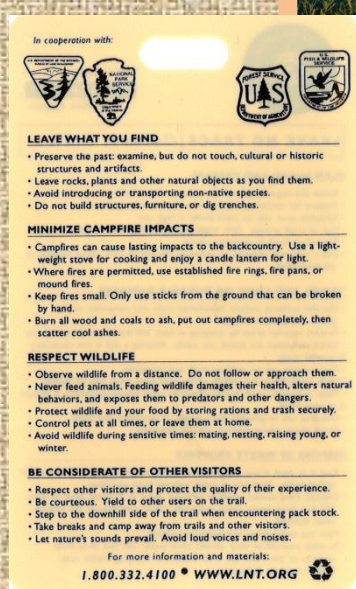 In cooperation with:
NATIONAL
PARK
SERVICE
FOREST SERVICE
U S
DEPARTMENT OF AGRICULTURE
U.S.
FISH & WILDLIFE
SERVICE
LEAVE WHAT YOU FIND
• Preserve the past: examine, but do not touch, cultural or historic
structures and artifacts.
• Leave rocks, plants and other natural objects as you find them.
• Avoid introducing or transporting non-native species.
• Do not build structures, furniture, or dig trenches.
MINIMIZE CAMPFIRE IMPACTS
• Campfires can cause lasting impacts to the backcountry. Use a light-
weight stove for cooking and enjoy a candle lantern for light.
• Where fires are permitted, use established fire rings, fire pans, or
mound fires.
• Keep fires small. Only use sticks from the ground that can be broken
by hand.
• Burn all wood and coals to ash, put out campfires completely, then
scatter cool ashes.
RESPECT WILDLIFE
• Observe wildlife from a distance. Do not follow or approach them.
• Never feed animals. Feeding wildlife damages their health, alters natural
behaviors, and exposes them to predators and other dangers.
• Protect wildlife and your food by storing rations and trash securely.
• Control pets at all times, or leave them at home.
• Avoid wildlife during sensitive times: mating, nesting, raising young, or
winter.
BE CONSIDERATE OF OTHER VISITORS
• Respect other visitors and protect the quality of their experience.
• Be courteous. Yield to other users on the trail.
• Step to the downhill side of the trail when encountering pack stock.
• Take breaks and camp away from trails and other visitors.
• Let nature's sounds prevail. Avoid loud voices and noises.
For more information and materials:
1.800.332.4100 • WWW.LNT.ORG